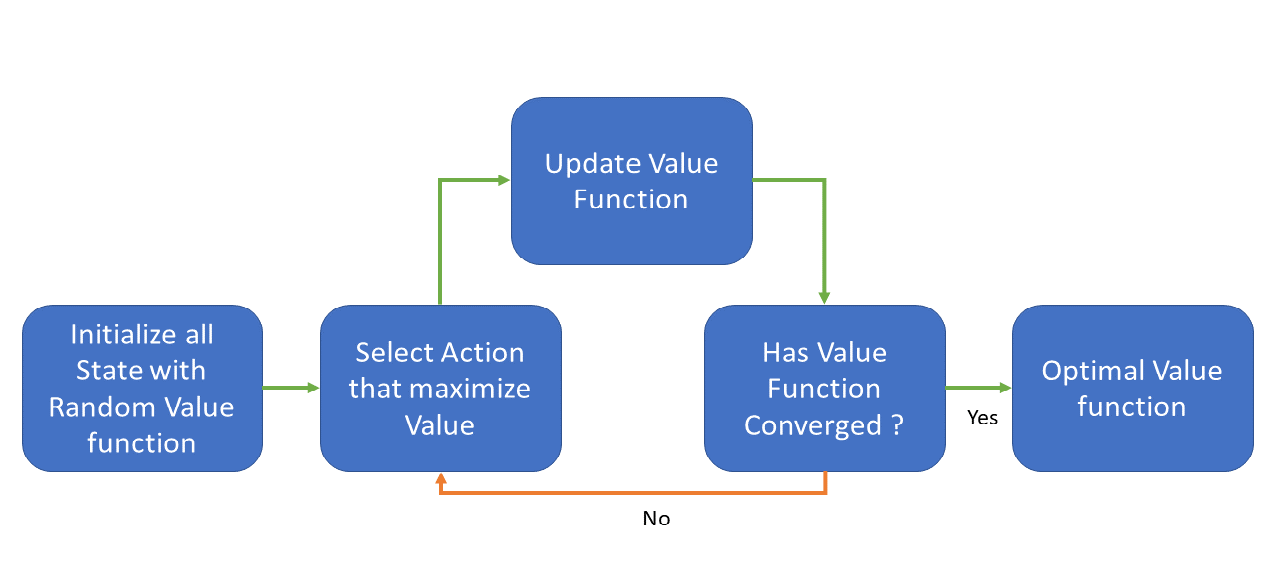 Update Value
Function
Initialize all
State with
Random Value
function
Select Action
that maximize
Value
Has Value
Function
Converged ?
Yes
Optimal Value
function
No